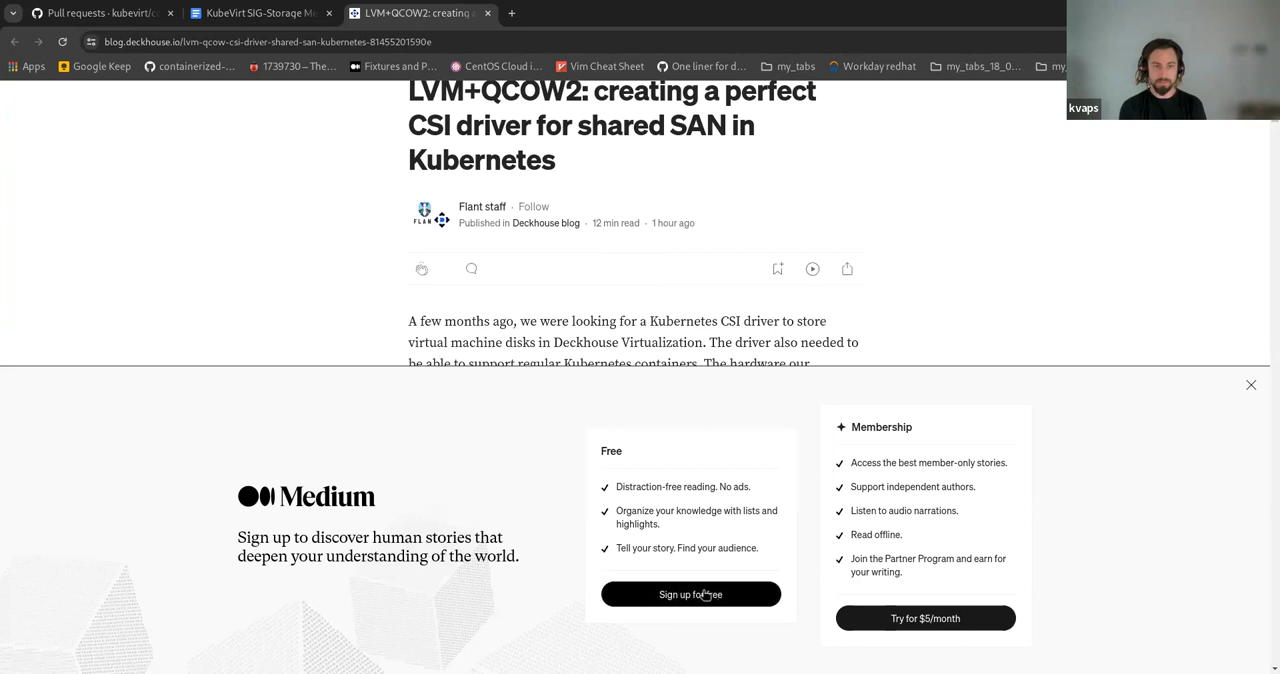 Pull requests · kubevirt/c
KubeVirt SIG-Storage Me
LVM+QCOW2: creating a
blog.deckhouse.io/lvm-qcow-csi-driver-shared-san-kubernetes-81455201590e
Apps
Google Keep
containerized-...
1739730 – The...
Fixtures and P...
CentOS Cloud i...
Vim Cheat Sheet
One liner for d...
my_tabs
Workday redhat
my_tabs_18_0...
kvaps
LVM+QCOW2: creating a perfect
CSI driver for shared SAN in
Kubernetes
FLANT
Flant staff · Follow
Published in Deckhouse blog · 12 min read · 1 hour ago
A few months ago, we were looking for a Kubernetes CSI driver to store
virtual machine disks in Deckhouse Virtualization. The driver also needed to
be able to support regular Kubernetes containers. The hardware our
Medium
Sign up to discover human stories that
deepen your understanding of the world.
Free
Distraction-free reading. No ads.
Organize your knowledge with lists and
highlights.
Tell your story. Find your audience.
Sign up for free
Membership
Access the best member-only stories.
Support independent authors.
Listen to audio narrations.
Read offline.
Join the Partner Program and earn for
your writing.
Try for $5/month